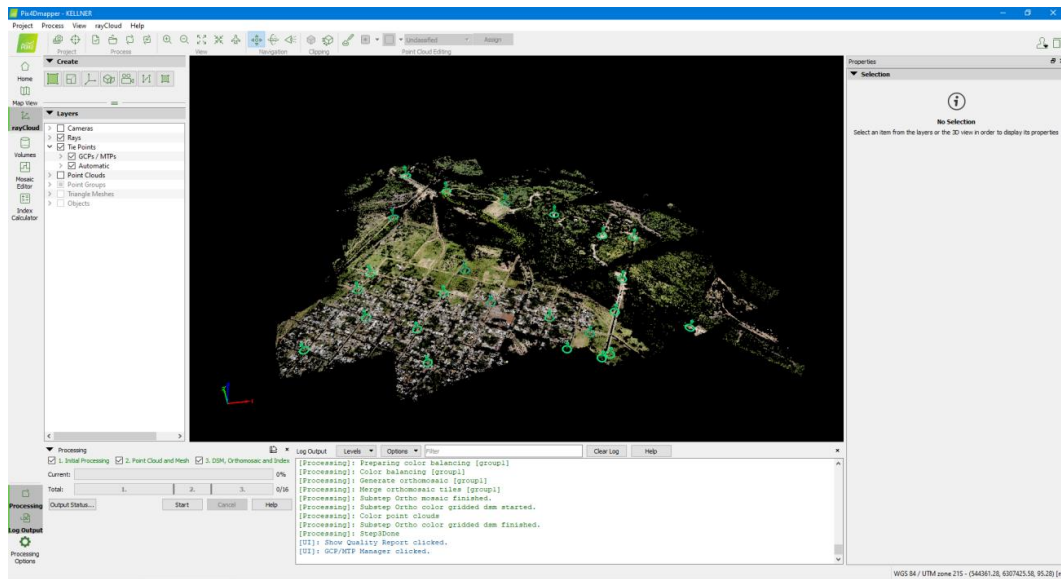 Pix4Dmapper - KELLNER
Project Process View rayCloud Help
Unclassified Assign
Project Process View Navigation Clipping Point Cloud Editing
Home
Map View
rayCloud
Volumes
Mosaic
Editor
Index
Calculator
Create
Layers
Cameras
Rays
Tie Points
GCPs / MTPs
Automatic
Point Clouds
Point Groups
Triangle Meshes
Objects
Properties
Selection
No Selection
Select an item from the layers or the 3D view in order to display its properties
Processing
1. Initial Processing 2. Point Cloud and Mesh 3. DSM, Orthomosaic and Index
Current: 0%
Total: 1. 2. 3. 0/16
Output Status... Start Cancel Help
Log Output Levels Options Filter Clear Log Help
[Processing]: Preparing color balancing [group1]
[Processing]: Color balancing [group1]
[Processing]: Generate orthomosaic [group1]
[Processing]: Merge orthomosaic tiles [group1]
[Processing]: Substep Ortho mosaic finished.
[Processing]: Substep Ortho color gridded dsm started.
[Processing]: Color point clouds
[Processing]: Substep Ortho color gridded dsm finished.
[Processing]: Step3Done
[UI]: Show Quality Report clicked.
[UI]: GCP/MTP Manager clicked.
Processing
Log Output
Processing
Options
WGS 84 / UTM zone 21S - (544361.28, 6307425.58, 95.28)